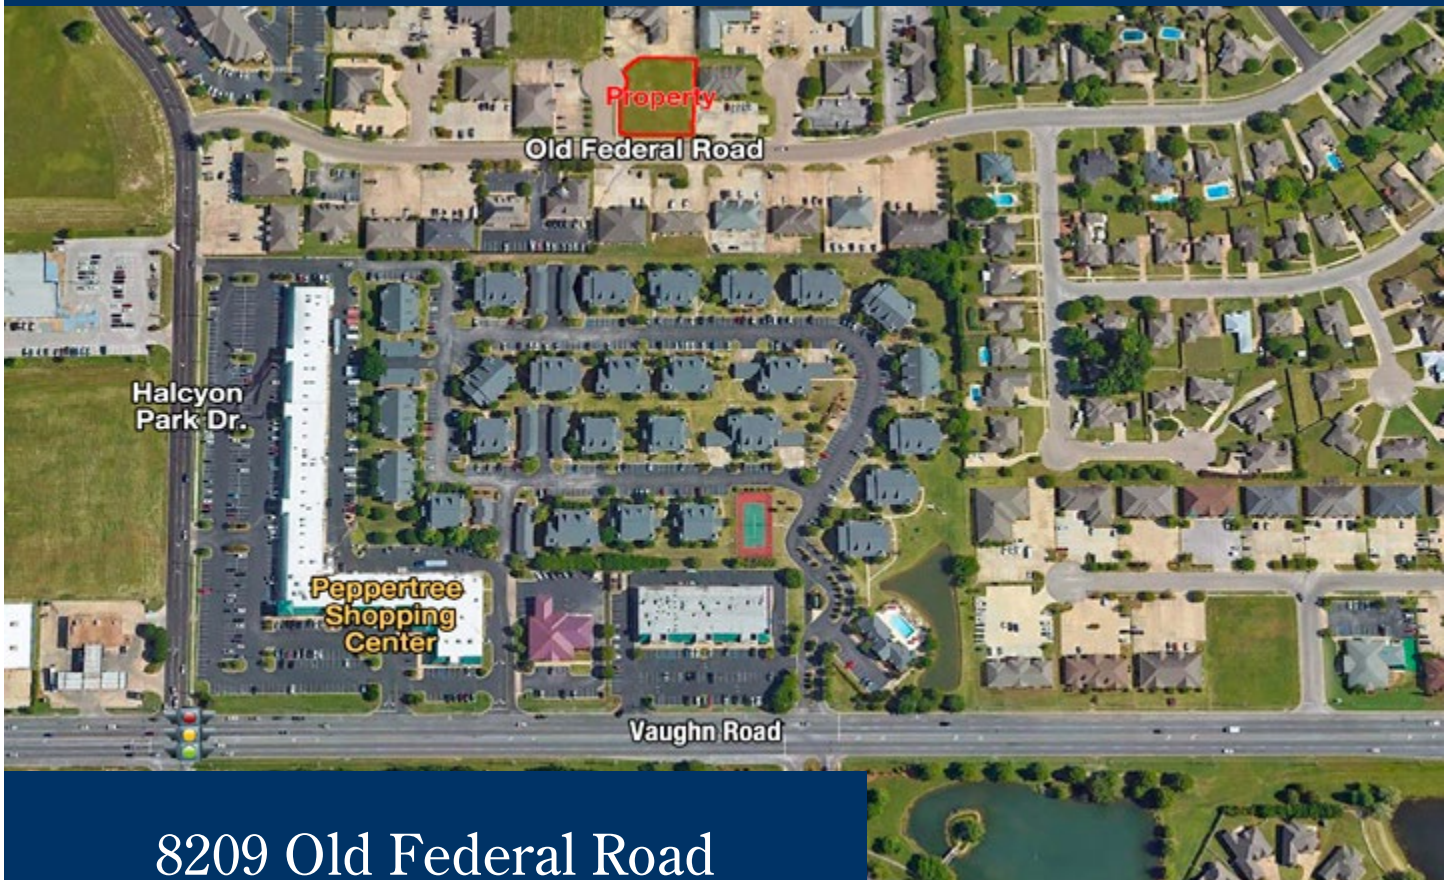 Property
Old Federal Road
Halcyon
Park Dr.
Peppertree
Shopping
Center
Vaughn Road
8209 Old Federal Road